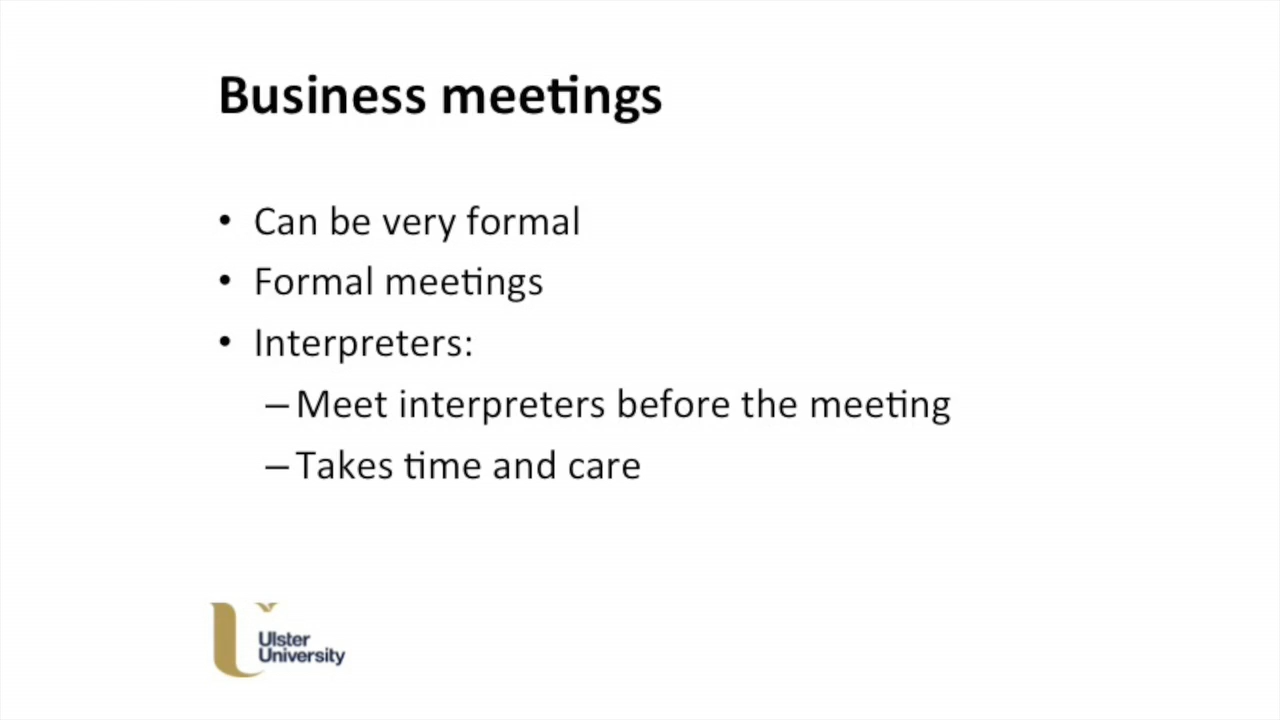 Business meetings
• Can be very formal
• Formal meetings
• Interpreters:
– Meet interpreters before the meeting
– Takes time and care
Ulster
University